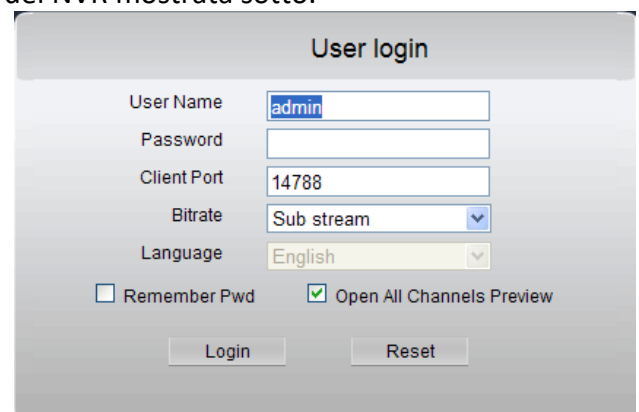 del NVR mostrata sotto.
User login
User Name admin
Password
Client Port 14788
Bitrate Sub stream
Language English
Remember Pwd Open All Channels Preview
Login Reset